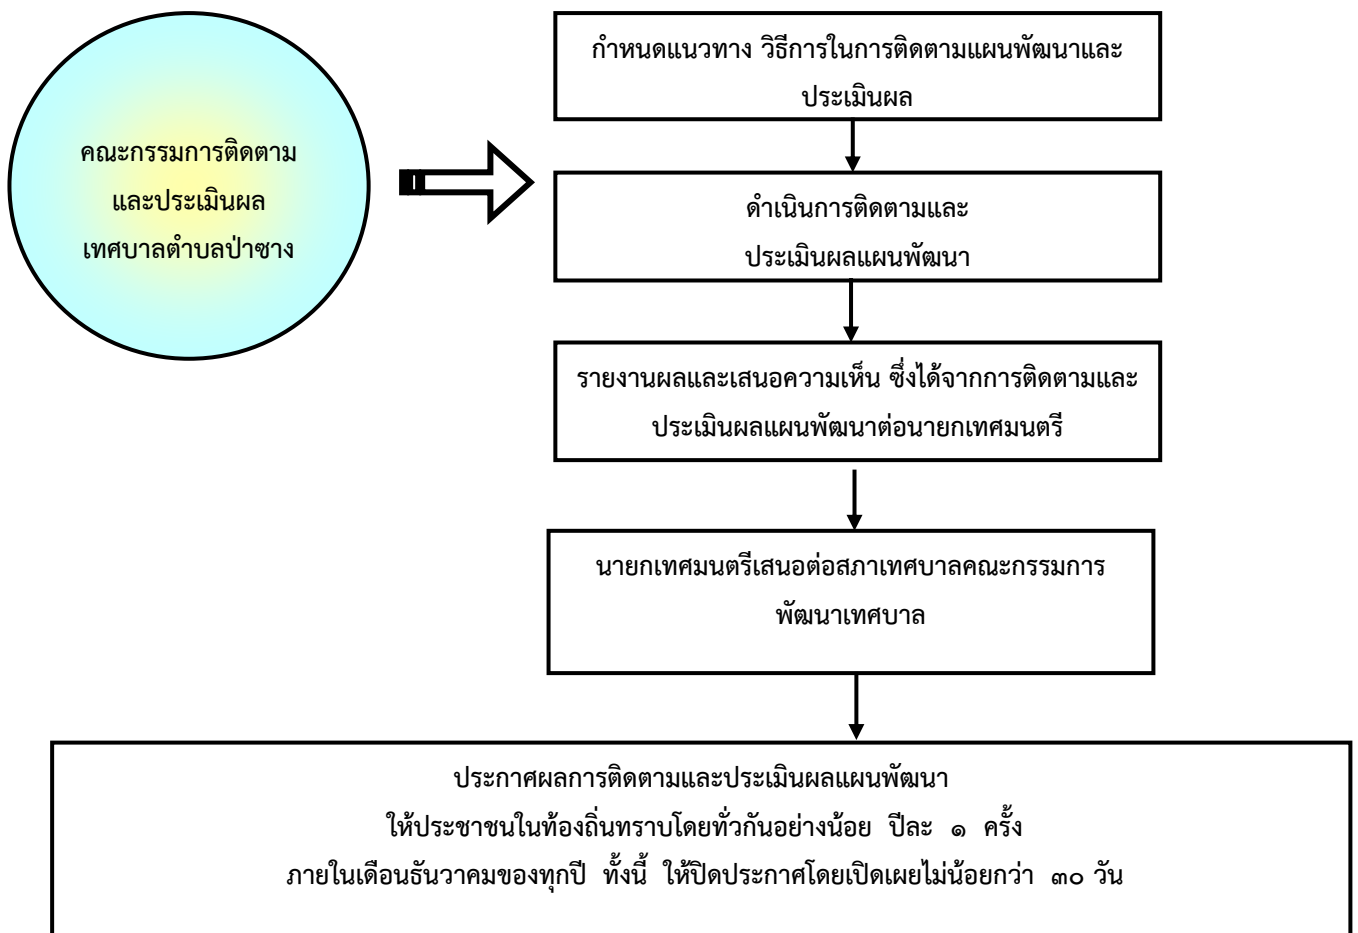 คณะกรรมการติดตาม
และประเมินผล
เทศบาลตำบลป่าซาง
กำหนดแนวทาง วิธีการในการติดตามแผนพัฒนาและ
ประเมินผล
ดำเนินการติดตามและ
ประเมินผลแผนพัฒนา
รายงานผลและเสนอความเห็น ซึ่งได้จากการติดตามและ
ประเมินผลแผนพัฒนาต่อนายกเทศมนตรี
นายกเทศมนตรีเสนอต่อสภาเทศบาลคณะกรรมการ
พัฒนาเทศบาล
ประกาศผลการติดตามและประเมินผลแผนพัฒนา
ให้ประชาชนในท้องถิ่นทราบโดยทั่วกันอย่างน้อย ปีละ ๑ ครั้ง
ภายในเดือนธันวาคมของทุกปี ทั้งนี้ ให้ปิดประกาศโดยเปิดเผยไม่น้อยกว่า ๓๐ วัน